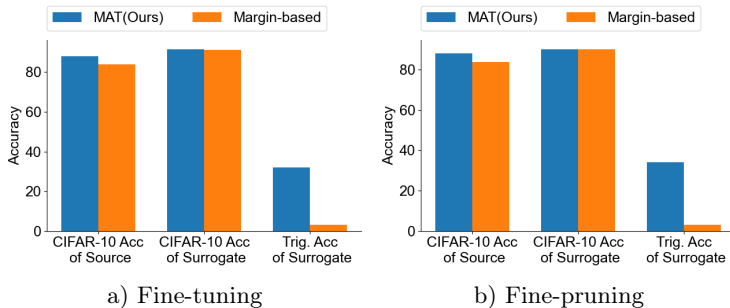 MAT(Ours) Margin-based
Accuracy
80
60
40
20
0
CIFAR-10 Acc of Source
CIFAR-10 Acc of Surrogate
Trig. Acc of Surrogate
a) Fine-tuning
MAT(Ours) Margin-based
Accuracy
80
60
40
20
0
CIFAR-10 Acc of Source
CIFAR-10 Acc of Surrogate
Trig. Acc of Surrogate
b) Fine-pruning